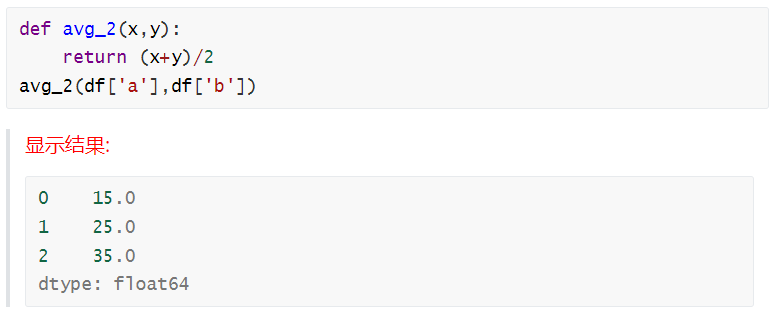 def avg_2(x,y):
    return (x+y)/2
avg_2(df['a'],df['b'])
显示结果:
0    15.0
1    25.0
2    35.0
dtype: float64